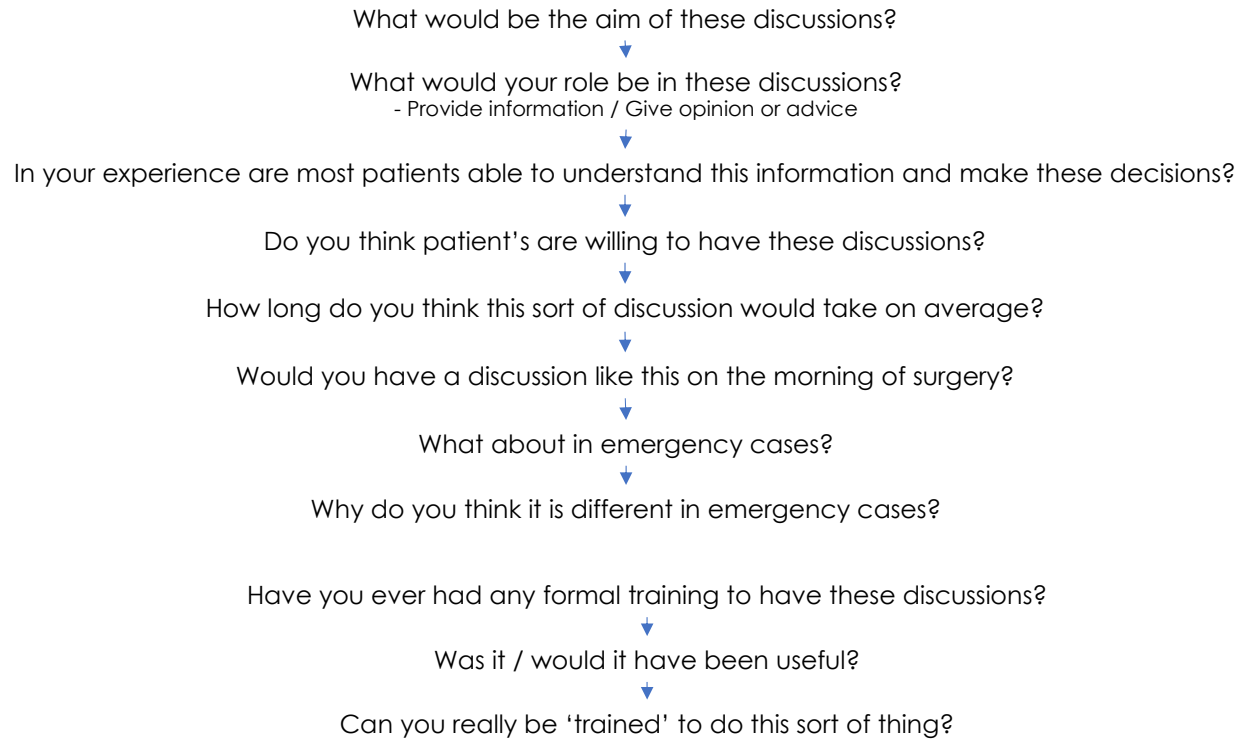 What would be the aim of these discussions?
What would your role be in these discussions?
- Provide information / Give opinion or advice
In your experience are most patients able to understand this information and make these decisions?
Do you think patient’s are willing to have these discussions?
How long do you think this sort of discussion would take on average?
Would you have a discussion like this on the morning of surgery?
What about in emergency cases?
Why do you think it is different in emergency cases?
Have you ever had any formal training to have these discussions?
Was it / would it have been useful?
Can you really be ‘trained’ to do this sort of thing?